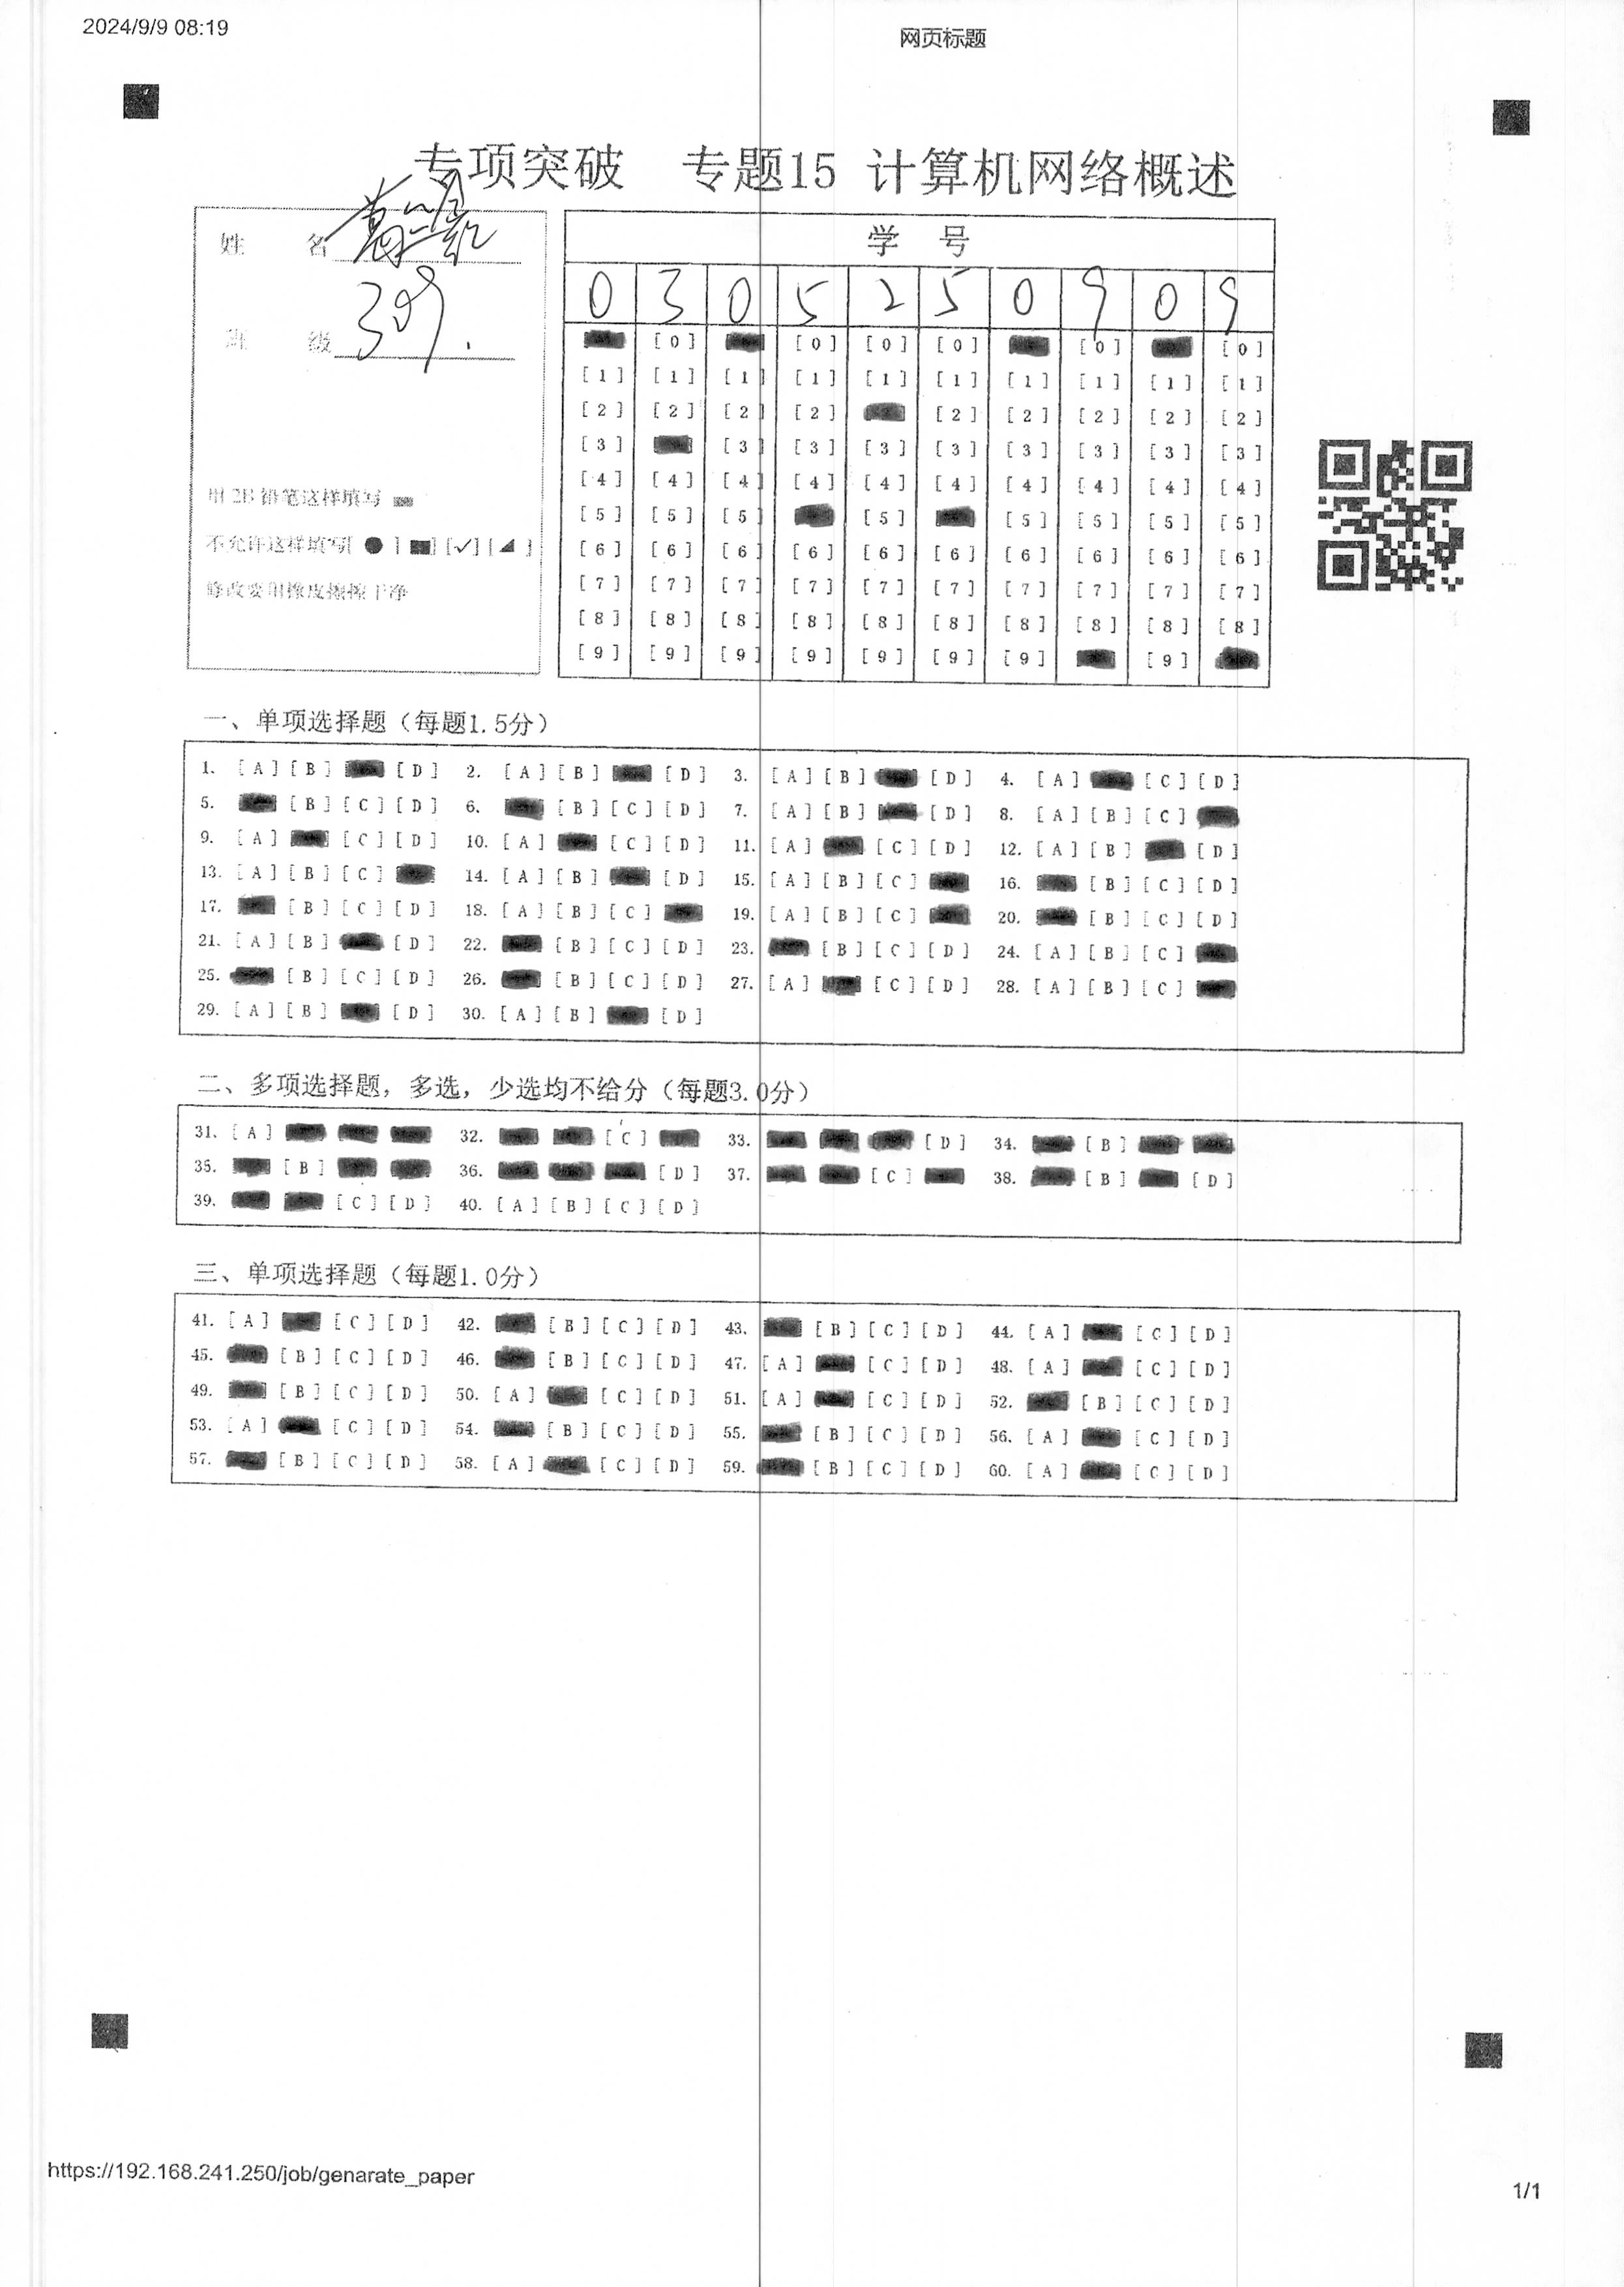 2024/9/9 08:19
网页标题
专项突破 专题15 计算机网络概述
姓 名
班 级 309.
用2B铅笔这样填写
不允许这样填写[ ● ] [■] [✓] [◢]
修改要用橡皮擦擦干净
学 号
0 3 0 5 2 5 0 9 0 9
[0] [0] [0] [0] [0] [0]
[1] [1] [1] [1] [1] [1] [1] [1] [1] [1]
[2] [2] [2] [2] [2] [2] [2] [2] [2]
[3] [3] [3] [3] [3] [3] [3] [3] [3]
[4] [4] [4] [4] [4] [4] [4] [4] [4] [4]
[5] [5] [5] [5] [5] [5] [5] [5]
[6] [6] [6] [6] [6] [6] [6] [6] [6] [6]
[7] [7] [7] [7] [7] [7] [7] [7] [7] [7]
[8] [8] [8] [8] [8] [8] [8] [8] [8] [8]
[9] [9] [9] [9] [9] [9] [9] [9]
一、单项选择题（每题1.5分）
1. [A] [B] [D] 2. [A] [B] [D] 3. [A] [B] [D] 4. [A] [C] [D]
5. [B] [C] [D] 6. [B] [C] [D] 7. [A] [B] [D] 8. [A] [B] [C]
9. [A] [C] [D] 10. [A] [C] [D] 11. [A] [C] [D] 12. [A] [B] [D]
13. [A] [B] [C] 14. [A] [B] [D] 15. [A] [B] [C] 16. [B] [C] [D]
17. [B] [C] [D] 18. [A] [B] [C] 19. [A] [B] [C] 20. [B] [C] [D]
21. [A] [B] [D] 22. [B] [C] [D] 23. [B] [C] [D] 24. [A] [B] [C]
25. [B] [C] [D] 26. [B] [C] [D] 27. [A] [C] [D] 28. [A] [B] [C]
29. [A] [B] [D] 30. [A] [B] [D]
二、多项选择题，多选，少选均不给分（每题3.0分）
31. [A] 32. [C] 33. [D] 34. [B]
35. [B] 36. [D] 37. [C] 38. [B] [D]
39. [C] [D] 40. [A] [B] [C] [D]
三、单项选择题（每题1.0分）
41. [A] [C] [D] 42. [B] [C] [D] 43. [B] [C] [D] 44. [A] [C] [D]
45. [B] [C] [D] 46. [B] [C] [D] 47. [A] [C] [D] 48. [A] [C] [D]
49. [B] [C] [D] 50. [A] [C] [D] 51. [A] [C] [D] 52. [B] [C] [D]
53. [A] [C] [D] 54. [B] [C] [D] 55. [B] [C] [D] 56. [A] [C] [D]
57. [B] [C] [D] 58. [A] [C] [D] 59. [B] [C] [D] 60. [A] [C] [D]
https://192.168.241.250/job/genarate_paper
1/1